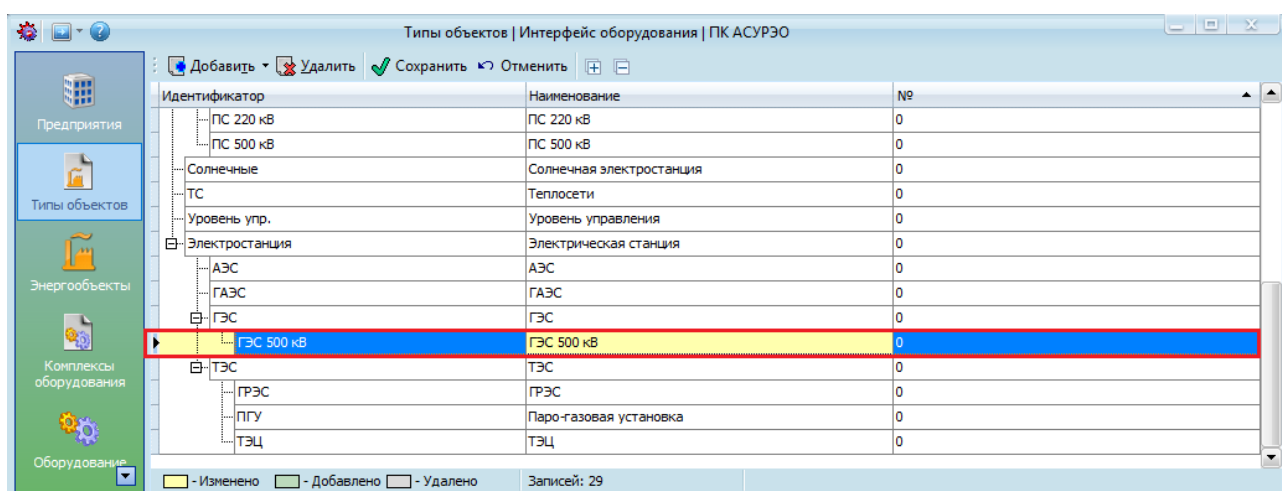 Типы объектов | Интерфейс оборудования | ПК АСУРЭО
Добавить Удалить Сохранить Отменить
Предприятия
Типы объектов
Энергообъекты
Комплексы
оборудования
Оборудование
Идентификатор Наименование №
ПС 220 кВ ПС 220 кВ 0
ПС 500 кВ ПС 500 кВ 0
Солнечные Солнечная электростанция 0
ТС Теплосети 0
Уровень упр. Уровень управления 0
Электростанция Электрическая станция 0
АЭС АЭС 0
ГАЭС ГАЭС 0
ГЭС ГЭС 0
ГЭС 500 кВ ГЭС 500 кВ 0
ТЭС ТЭС 0
ГРЭС ГРЭС 0
ПГУ Паро-газовая установка 0
ТЭЦ ТЭЦ 0
- Изменено - Добавлено - Удалено Записей: 29